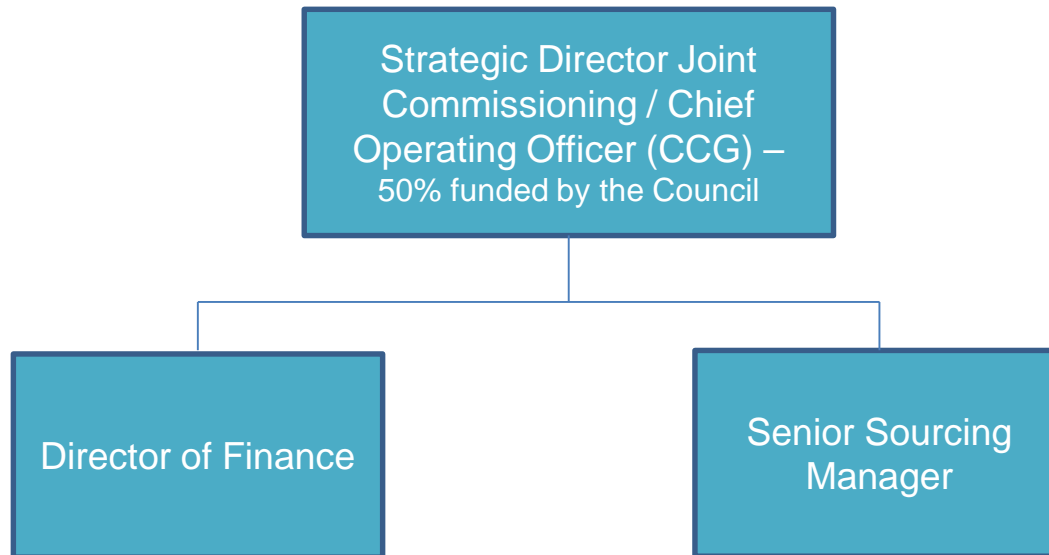 Strategic Director Joint
Commissioning / Chief
Operating Officer (CCG) –
50% funded by the Council
Director of Finance
Senior Sourcing
Manager